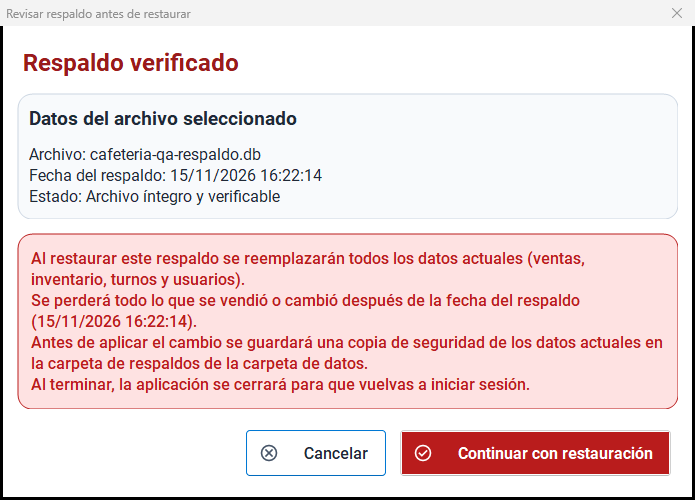 Revisar respaldo antes de restaurar
Respaldo verificado
Datos del archivo seleccionado
Archivo: cafeteria-qa-respaldo.db
Fecha del respaldo: 15/11/2026 16:22:14
Estado: Archivo íntegro y verificable
Al restaurar este respaldo se reemplazarán todos los datos actuales (ventas,
inventario, turnos y usuarios).
Se perderá todo lo que se vendió o cambió después de la fecha del respaldo
(15/11/2026 16:22:14).
Antes de aplicar el cambio se guardará una copia de seguridad de los datos actuales en
la carpeta de respaldos de la carpeta de datos.
Al terminar, la aplicación se cerrará para que vuelvas a iniciar sesión.
Cancelar
Continuar con restauración